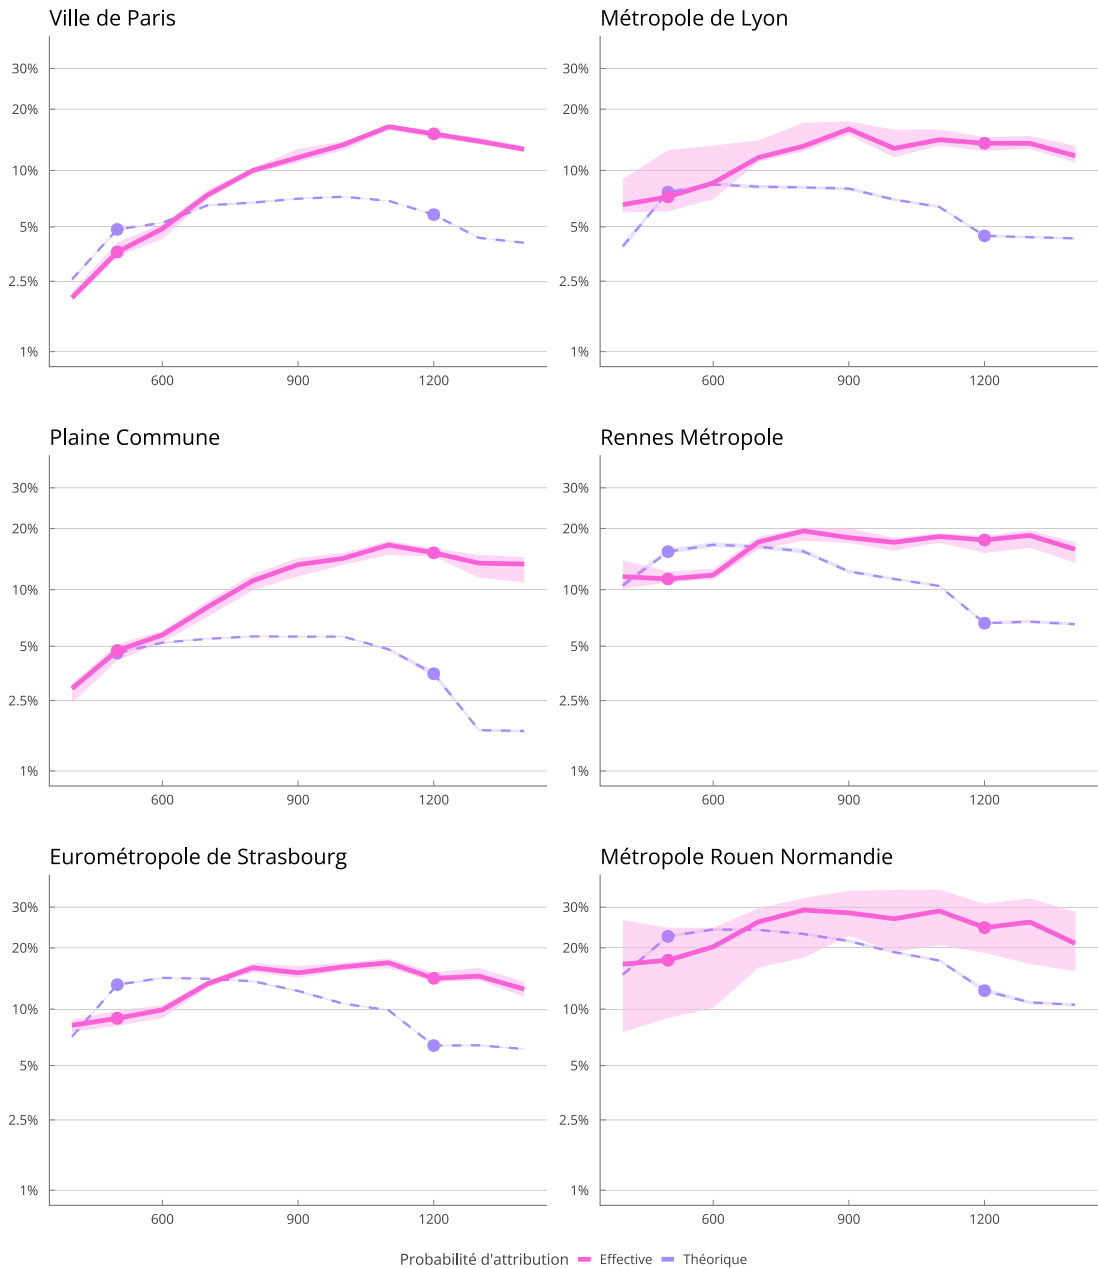 Ville de Paris
30%
20%
10%
5%
2.5%
1%
600 900 1200
Métropole de Lyon
30%
20%
10%
5%
2.5%
1%
600 900 1200
Plaine Commune
30%
20%
10%
5%
2.5%
1%
600 900 1200
Rennes Métropole
30%
20%
10%
5%
2.5%
1%
600 900 1200
Eurométropole de Strasbourg
30%
20%
10%
5%
2.5%
1%
600 900 1200
Métropole Rouen Normandie
30%
20%
10%
5%
2.5%
1%
600 900 1200
Probabilité d'attribution Effective Théorique